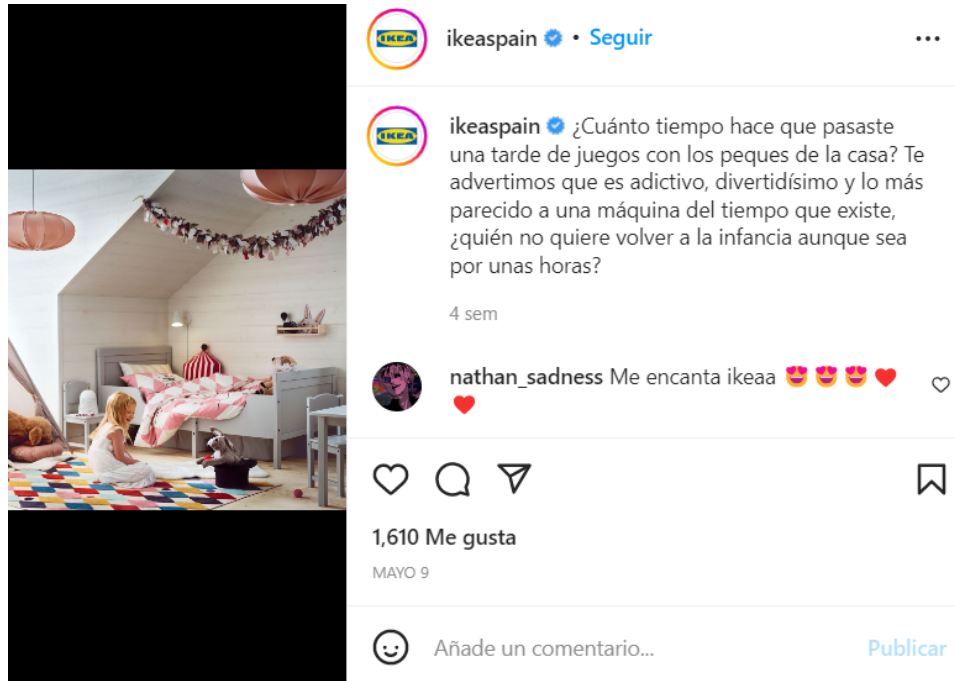 IKEA
ikeaspain • Seguir
IKEA
ikeaspain ¿Cuánto tiempo hace que pasaste
una tarde de juegos con los peques de la casa? Te
advertimos que es adictivo, divertidísimo y lo más
parecido a una máquina del tiempo que existe,
¿quién no quiere volver a la infancia aunque sea
por unas horas?
4 sem
nathan_sadness Me encanta ikeaa 😍 😍 😍 ♥️
♥️
1,610 Me gusta
MAYO 9
Añade un comentario...
Publicar